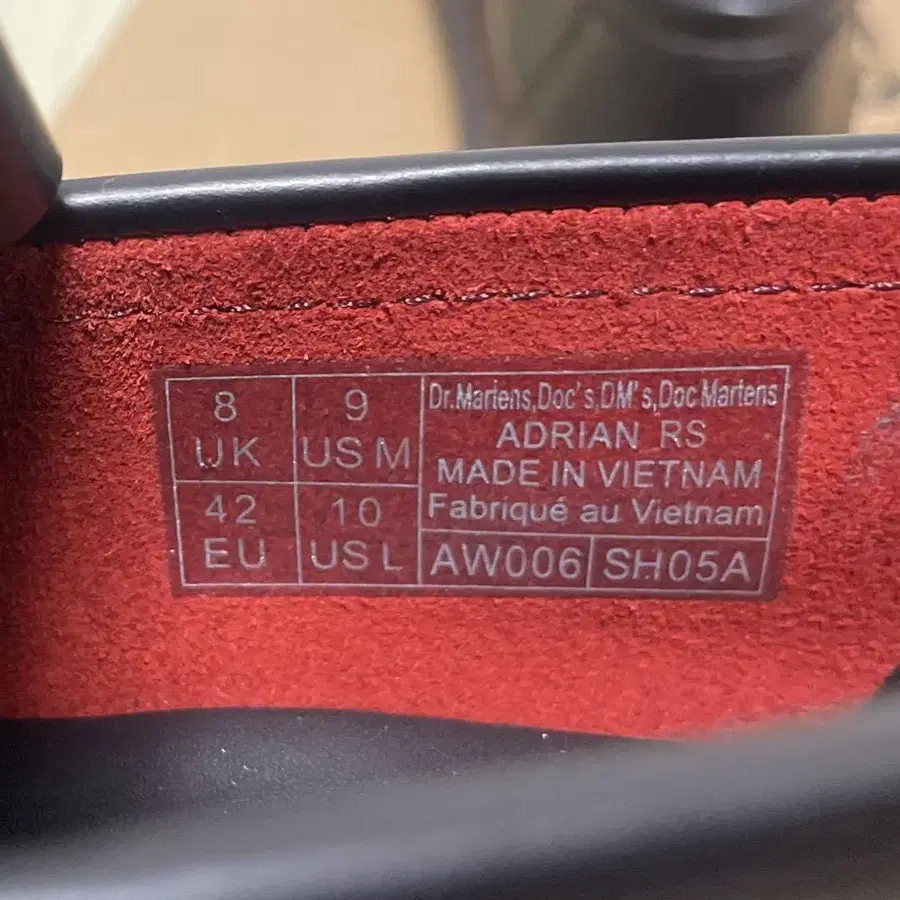 8
UK
9
US M
42
EU
10
US L
Dr.Martens,Doc's,DM's,Doc Martens
ADRIAN RS
MADE IN VIETNAM
Fabriqué au Vietnam
AW006
SH05A